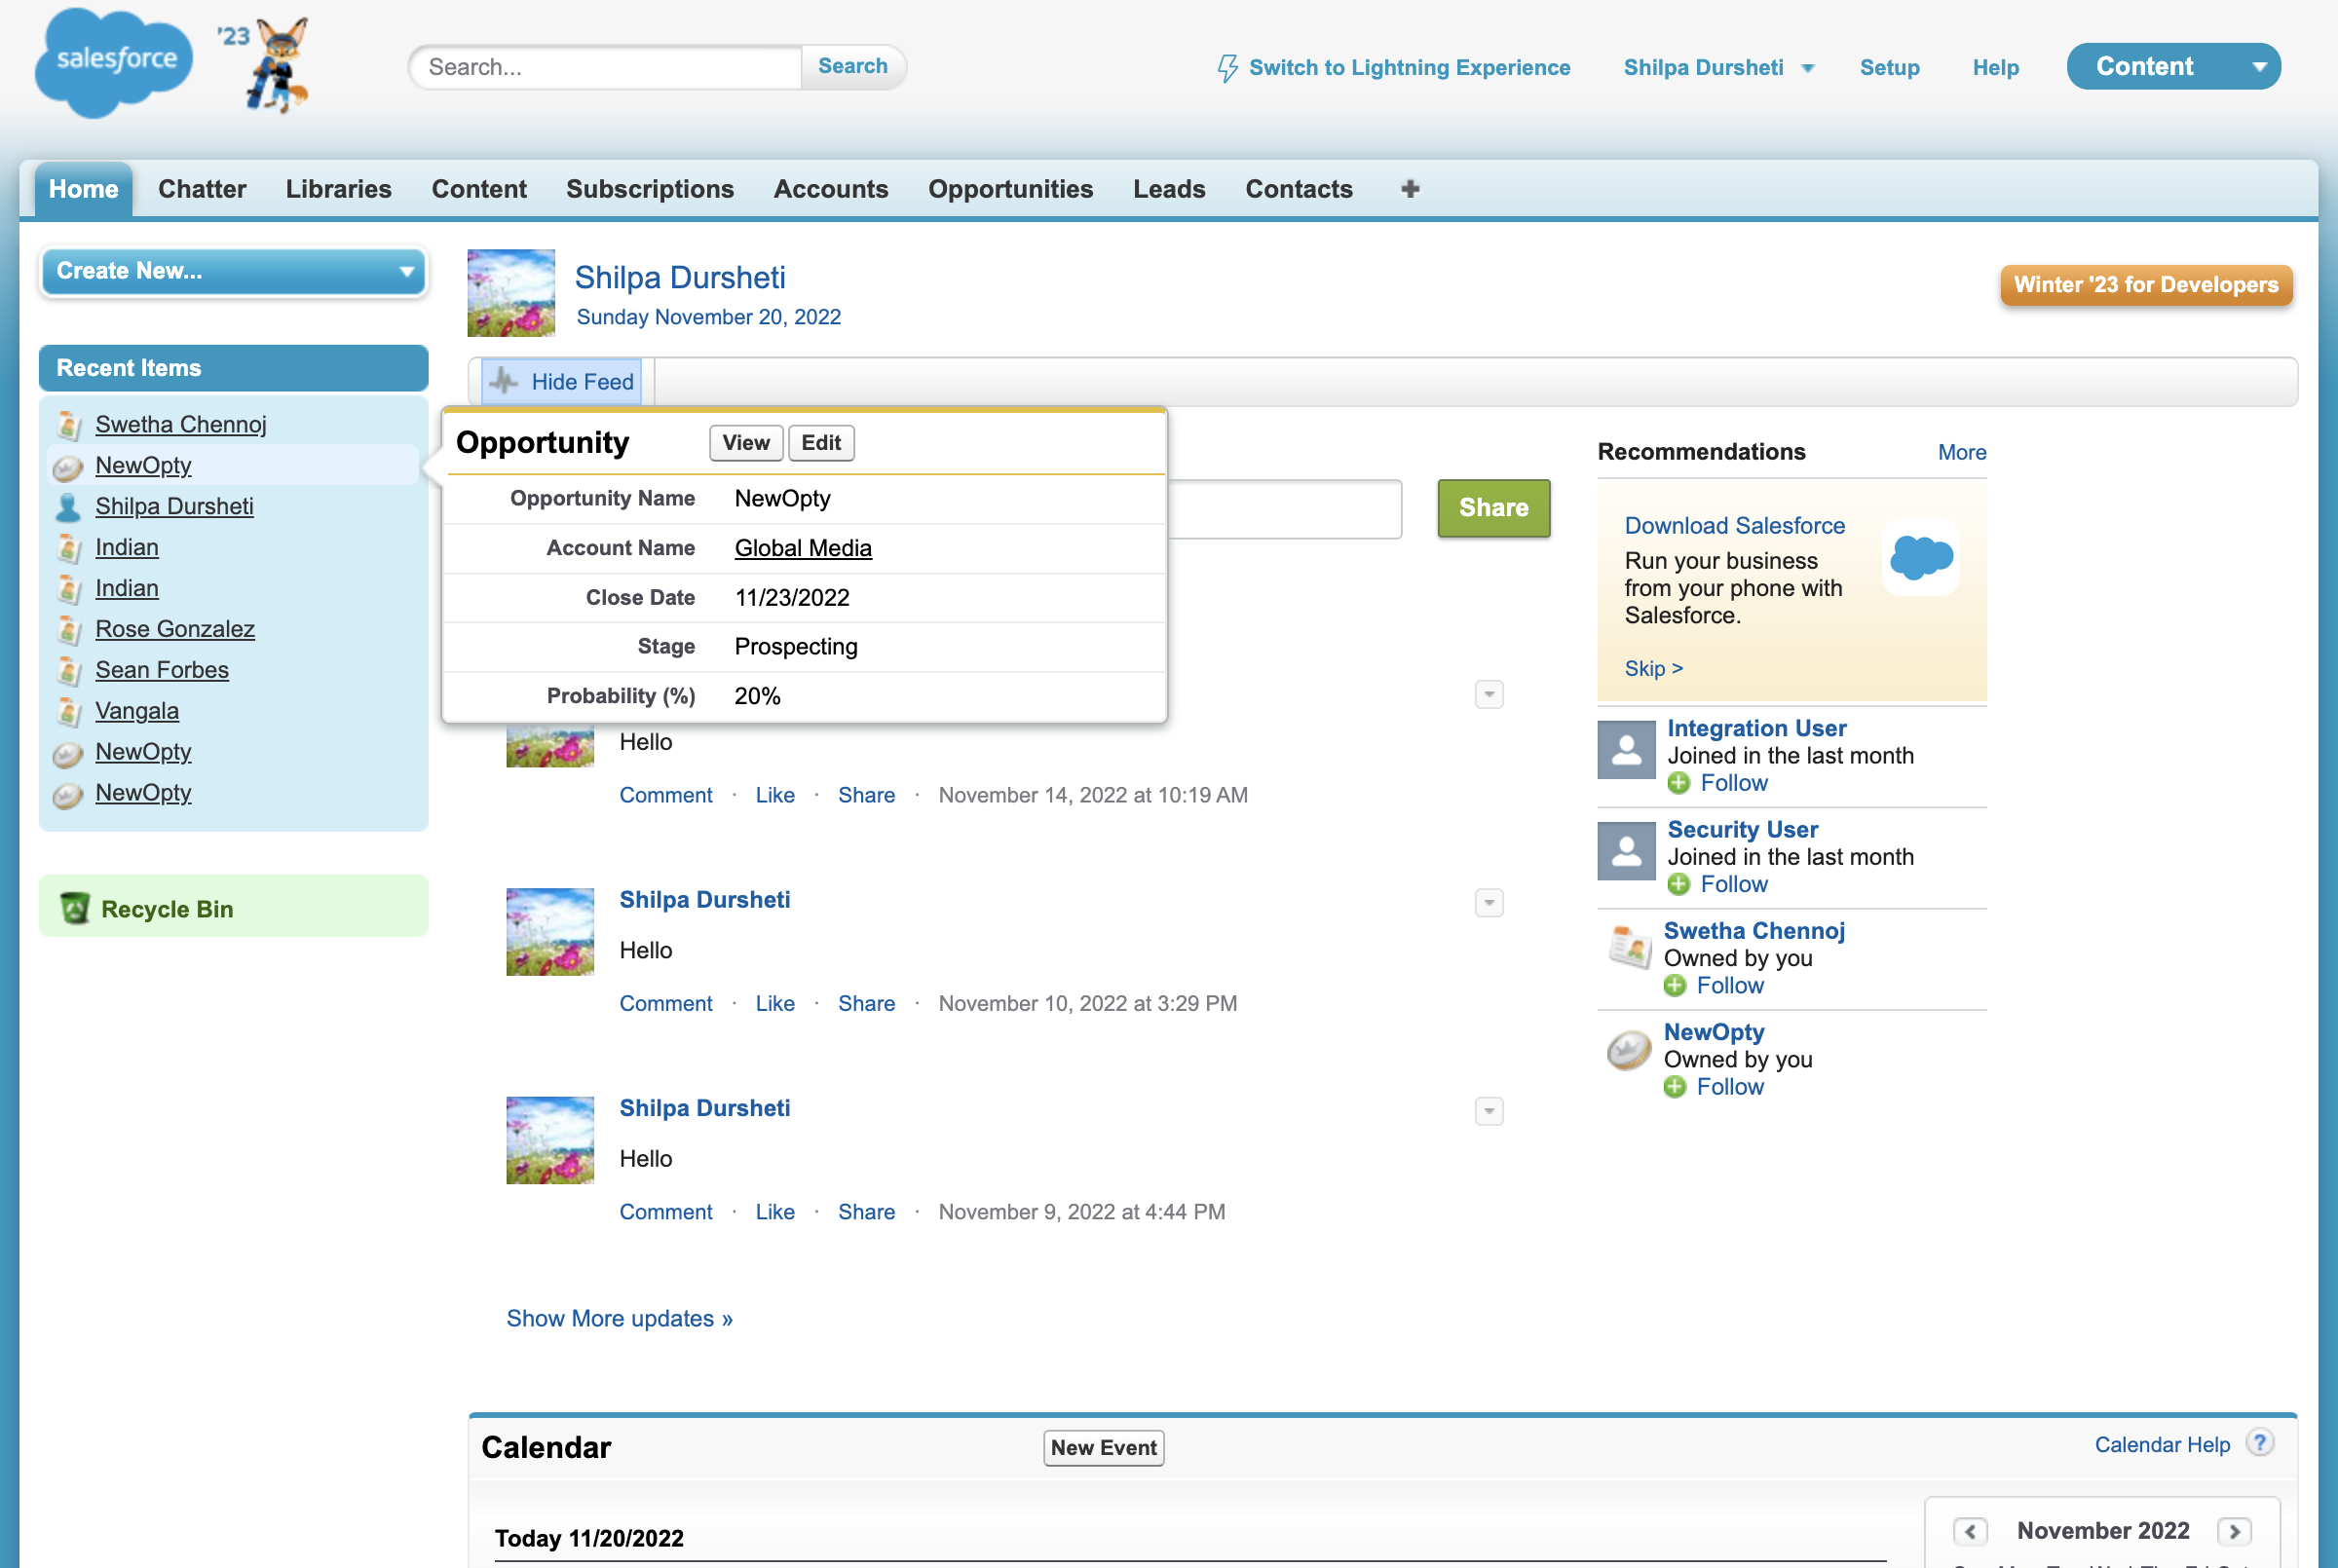 salesforce
'23
Search...
Search
Switch to Lightning Experience
Shilpa Dursheti
Setup
Help
Content
Home
Chatter
Libraries
Content
Subscriptions
Accounts
Opportunities
Leads
Contacts
Create New...
Shilpa Dursheti
Sunday November 20, 2022
Winter '23 for Developers
Recent Items
Swetha Chennoj
NewOpty
Shilpa Dursheti
Indian
Indian
Rose Gonzalez
Sean Forbes
Vangala
NewOpty
NewOpty
Recycle Bin
Hide Feed
Opportunity
View
Edit
Opportunity Name NewOpty
Account Name Global Media
Close Date 11/23/2022
Stage Prospecting
Probability (%) 20%
Share
Hello
Comment · Like · Share · November 14, 2022 at 10:19 AM
Shilpa Dursheti
Hello
Comment · Like · Share · November 10, 2022 at 3:29 PM
Shilpa Dursheti
Hello
Comment · Like · Share · November 9, 2022 at 4:44 PM
Show More updates »
Recommendations
More
Download Salesforce
Run your business
from your phone with
Salesforce.
Skip >
Integration User
Joined in the last month
Follow
Security User
Joined in the last month
Follow
Swetha Chennoj
Owned by you
Follow
NewOpty
Owned by you
Follow
Calendar
New Event
Calendar Help
?
Today 11/20/2022
November 2022